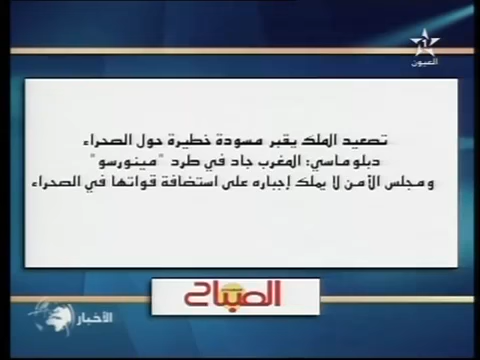 العيون
تصعيد الملك يقبر مسودة خطيرة حول الصحراء
دبلوماسي: المغرب جاد في طرد "مينورسو"
ومجلس الأمن لا يملك إجباره على استضافة قواتها في الصحراء
الصباح
الأخبار